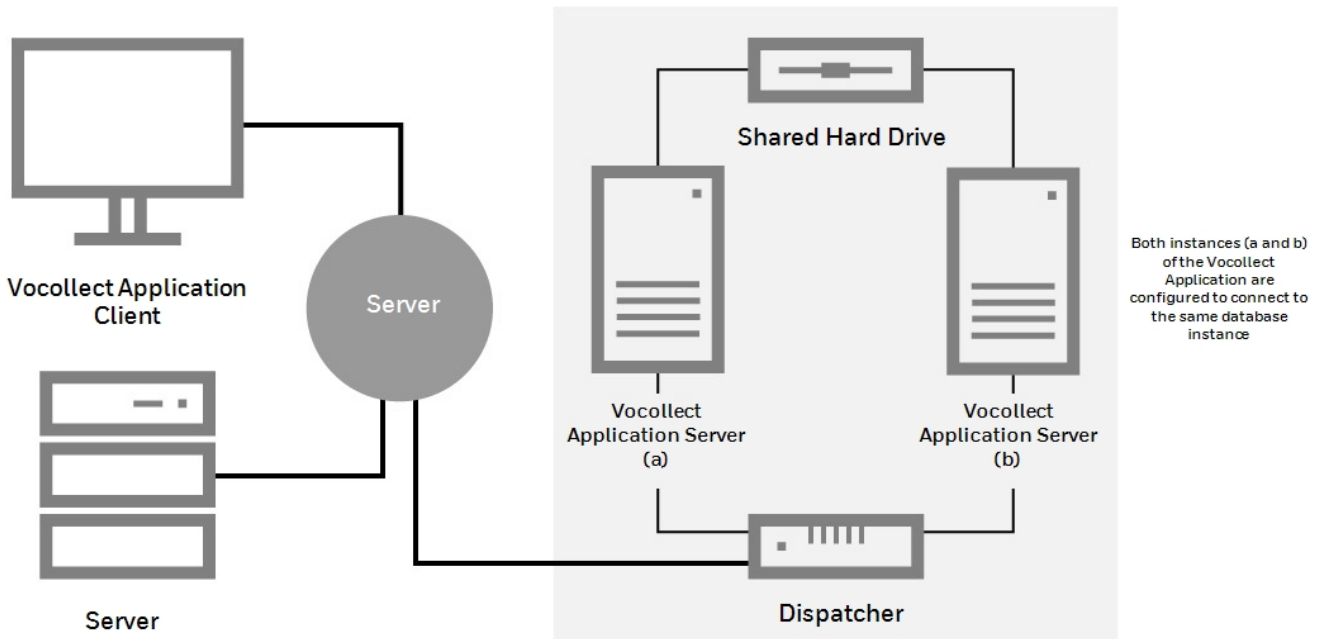 Vocollect Application
Client
Server
Server
Shared Hard Drive
Vocollect
Application Server
(a)
Vocollect
Application Server
(b)
Dispatcher
Both instances (a and b)
of the Vocollect
Application are
configured to connect to
the same database
instance